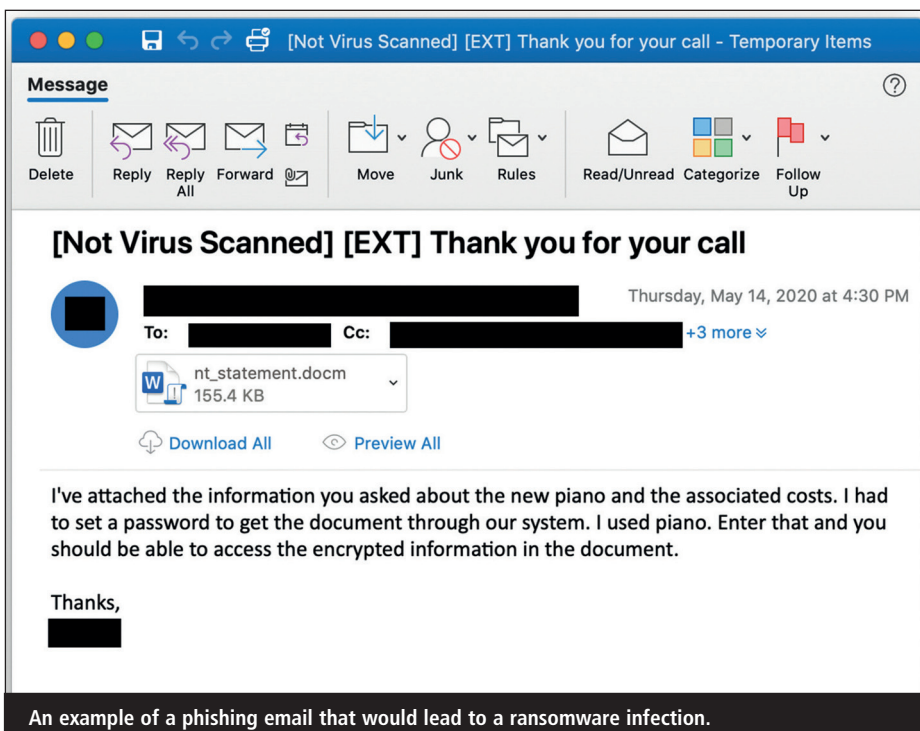 [Not Virus Scanned] [EXT] Thank you for your call - Temporary Items
Message
Delete
Reply
Reply All
Forward
Move
Junk
Rules
Read/Unread
Categorize
Follow Up
[Not Virus Scanned] [EXT] Thank you for your call
Thursday, May 14, 2020 at 4:30 PM
To:
Cc:
+3 more
nt_statement.docm
155.4 KB
Download All
Preview All
I've attached the information you asked about the new piano and the associated costs. I had
to set a password to get the document through our system. I used piano. Enter that and you
should be able to access the encrypted information in the document.
Thanks,
An example of a phishing email that would lead to a ransomware infection.